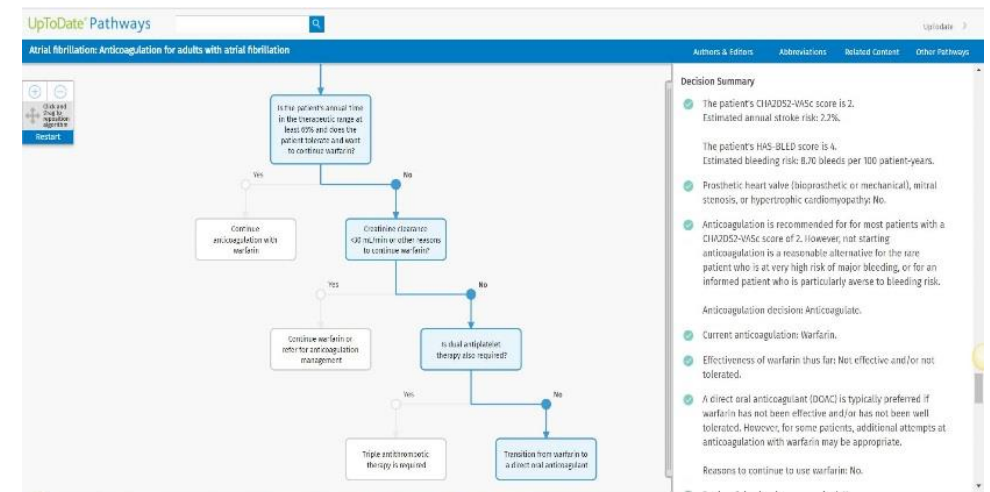 UpToDate® Pathways
UpToDate
Atrial fibrillation: Anticoagulation for adults with atrial fibrillation
Authors & Editors
Abbreviations
Related Content
Other Pathways
Click and
drag to
reposition
algorithm
Restart
Is the patient's annual time
in the therapeutic range at
least 65% and does the
patient tolerate and want
to continue warfarin?
Yes
No
Continue
anticoagulation with
warfarin
Creatinine clearance
<30 mL/min or other reasons
to continue warfarin?
Yes
No
Continue warfarin or
refer for anticoagulation
management
Is dual antiplatelet
therapy also required?
Yes
No
Triple antithrombotic
therapy is required
Transition from warfarin to
a direct oral anticoagulant
Decision Summary
The patient's CHA2DS2-VASc score is 2.
Estimated annual stroke risk: 2.2%.
The patient's HAS-BLED score is 4.
Estimated bleeding risk: 8.70 bleeds per 100 patient-years.
Prosthetic heart valve (bioprosthetic or mechanical), mitral
stenosis, or hypertrophic cardiomyopathy: No.
Anticoagulation is recommended for for most patients with a
CHA2DS2-VASc score of 2. However, not starting
anticoagulation is a reasonable alternative for the rare
patient who is at very high risk of major bleeding, or for an
informed patient who is particularly averse to bleeding risk.
Anticoagulation decision: Anticoagulate.
Current anticoagulation: Warfarin.
Effectiveness of warfarin thus far: Not effective and/or not
tolerated.
A direct oral anticoagulant (DOAC) is typically preferred if
warfarin has not been effective and/or has not been well
tolerated. However, for some patients, additional attempts at
anticoagulation with warfarin may be appropriate.
Reasons to continue to use warfarin: No.